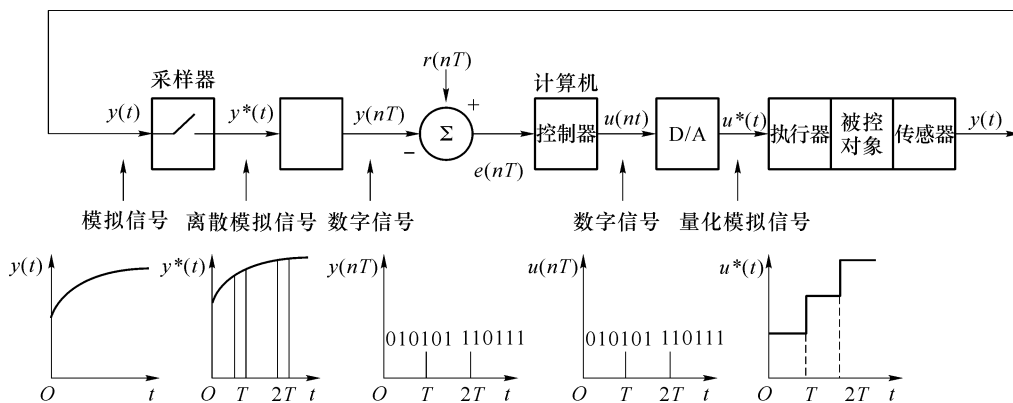 r(nT)
采样器
计算机
y(t)
y*(t)
y(nT)
+
Σ
−
e(nT)
控制器
u(nt)
D/A
u*(t)
执行器
被控
对象
传感器
y(t)
模拟信号
离散模拟信号
数字信号
数字信号
量化模拟信号
y(t)
O
t
y*(t)
O
T
2T
t
y(nT)
010101 110111
O
T
2T
t
u(nT)
010101 110111
O
T
2T
t
u*(t)
O
T
2T
t